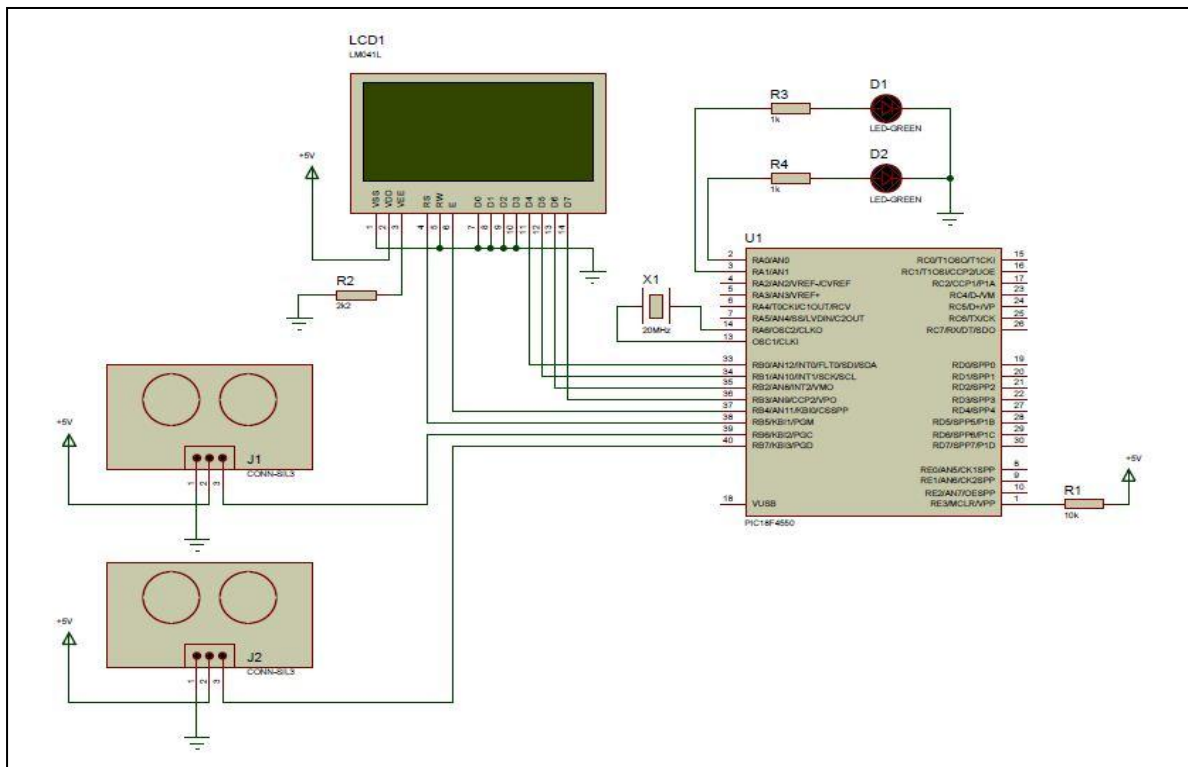 LCD1
LM041L
VSS
VDD
VEE
RS
RW
E
D0
D1
D2
D3
D4
D5
D6
D7
1
2
3
4
5
6
7
8
9
10
11
12
13
14
+5V
R2
2k2
R3
1k
D1
LED-GREEN
R4
1k
D2
LED-GREEN
X1
20MHz
U1
2 RA0/AN0 RC0/T1OSO/T1CKI 15
3 RA1/AN1 RC1/T1OSI/CCP2/UOE 16
4 RA2/AN2/VREF-/CVREF RC2/CCP1/P1A 17
5 RA3/AN3/VREF+ RC4/D-/VM 23
6 RA4/T0CKI/C1OUT/RCV RC5/D+/VP 24
7 RA5/AN4/SS/LVDIN/C2OUT RC6/TX/CK 25
14 RA6/OSC2/CLKO RC7/RX/DT/SDO 26
13 OSC1/CLKI
33 RB0/AN12/INT0/FLT0/SDI/SDA RD0/SPP0 19
34 RB1/AN10/INT1/SCK/SCL RD1/SPP1 20
35 RB2/AN8/INT2/VMO RD2/SPP2 21
36 RB3/AN9/CCP2/VPO RD3/SPP3 22
37 RB4/AN11/KBI0/CSSPP RD4/SPP4 27
38 RB5/KBI1/PGM RD5/SPP5/P1B 28
39 RB6/KBI2/PGC RD6/SPP6/P1C 29
40 RB7/KBI3/PGD RD7/SPP7/P1D 30
RE0/AN5/CK1SPP 8
RE1/AN6/CK2SPP 9
RE2/AN7/OESPP 10
18 VUSB RE3/MCLR/VPP 1
PIC18F4550
R1
10k
+5V
+5V
J1
CONN-SIL3
1
2
3
+5V
J2
CONN-SIL3
1
2
3